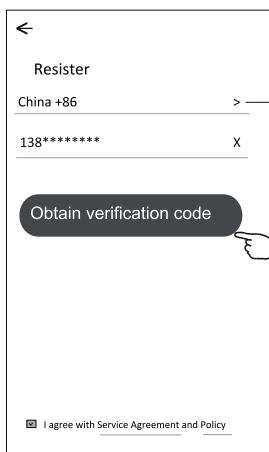 Resister
China +86 >
138******** X
Obtain verification code
I agree with Service Agreement and Policy